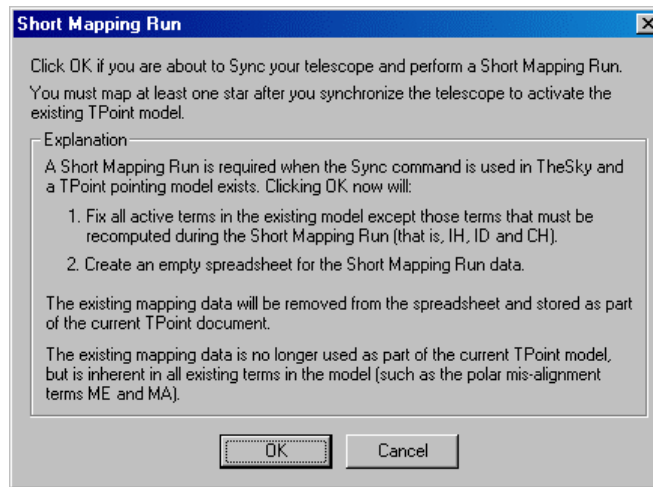 Short Mapping Run
Click OK if you are about to Sync your telescope and perform a Short Mapping Run.
You must map at least one star after you synchronize the telescope to activate the
existing TPoint model.
Explanation
A Short Mapping Run is required when the Sync command is used in TheSky and
a TPoint pointing model exists. Clicking OK now will:
1. Fix all active terms in the existing model except those terms that must be
recomputed during the Short Mapping Run (that is, IH, ID and CH).
2. Create an empty spreadsheet for the Short Mapping Run data.
The existing mapping data will be removed from the spreadsheet and stored as part
of the current TPoint document.
The existing mapping data is no longer used as part of the current TPoint model,
but is inherent in all existing terms in the model (such as the polar mis-alignment
terms ME and MA).
OK Cancel